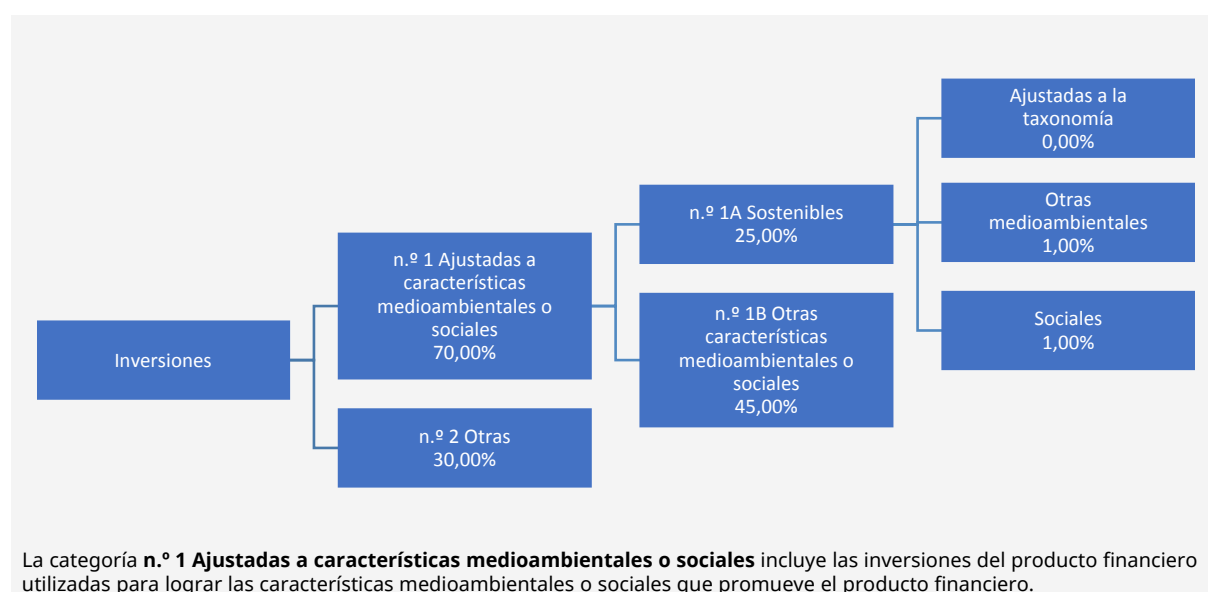 Inversiones
n.º 1 Ajustadas a
características
medioambientales o
sociales
70,00%
n.º 2 Otras
30,00%
n.º 1A Sostenibles
25,00%
n.º 1B Otras
características
medioambientales o
sociales
45,00%
Ajustadas a la
taxonomía
0,00%
Otras
medioambientales
1,00%
Sociales
1,00%
La categoría n.º 1 Ajustadas a características medioambientales o sociales incluye las inversiones del producto financiero
utilizadas para lograr las características medioambientales o sociales que promueve el producto financiero.